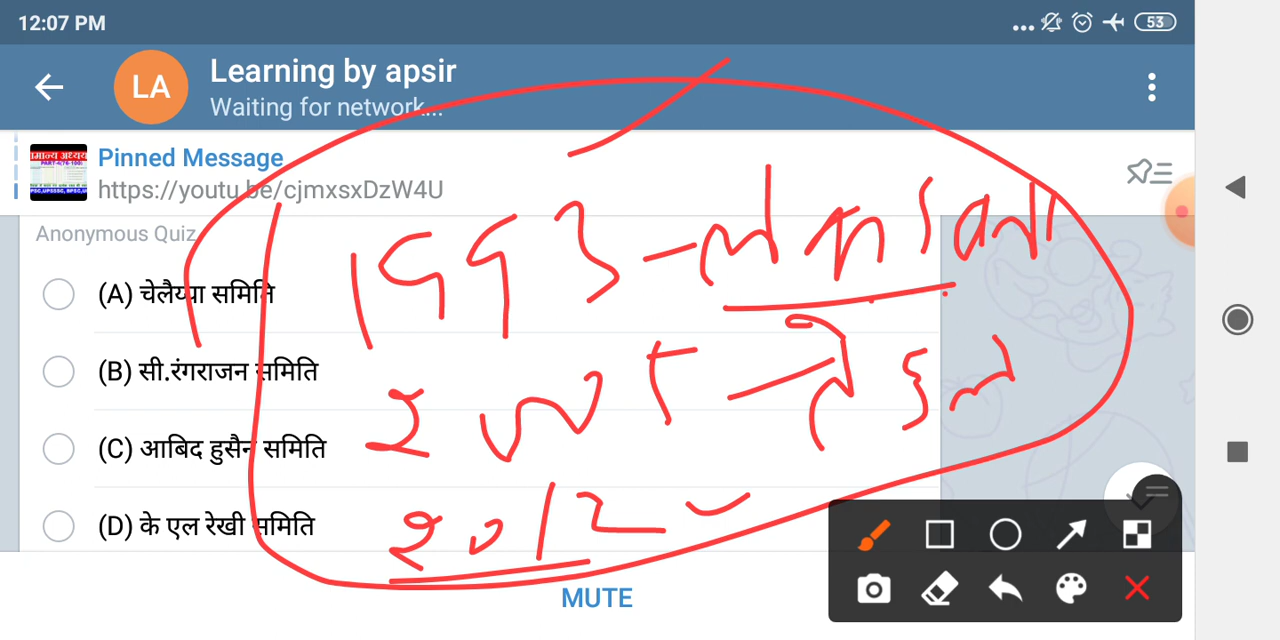 12:07 PM
53
LA
Learning by apsir
Waiting for network...
Pinned Message
https://youtu.be/cjmxsxDzW4U
Anonymous Quiz
(A) चेलैय्या समिति
(B) सी.रंगराजन समिति
(C) आबिद हुसैन समिति
(D) के एल रेखी समिति
1993 -
2012
MUTE